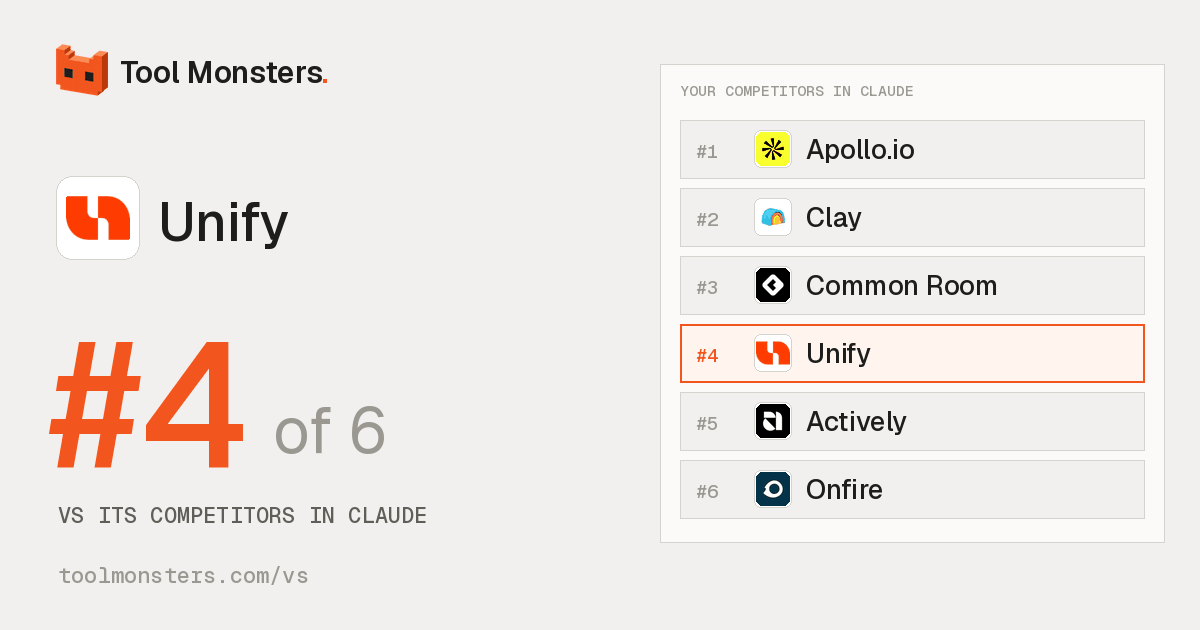 Tool Monsters.
Unify
#4 of 6
VS ITS COMPETITORS IN CLAUDE
toolmonsters.com/vs
YOUR COMPETITORS IN CLAUDE
#1 Apollo.io
#2 Clay
#3 Common Room
#4 Unify
#5 Actively
#6 Onfire